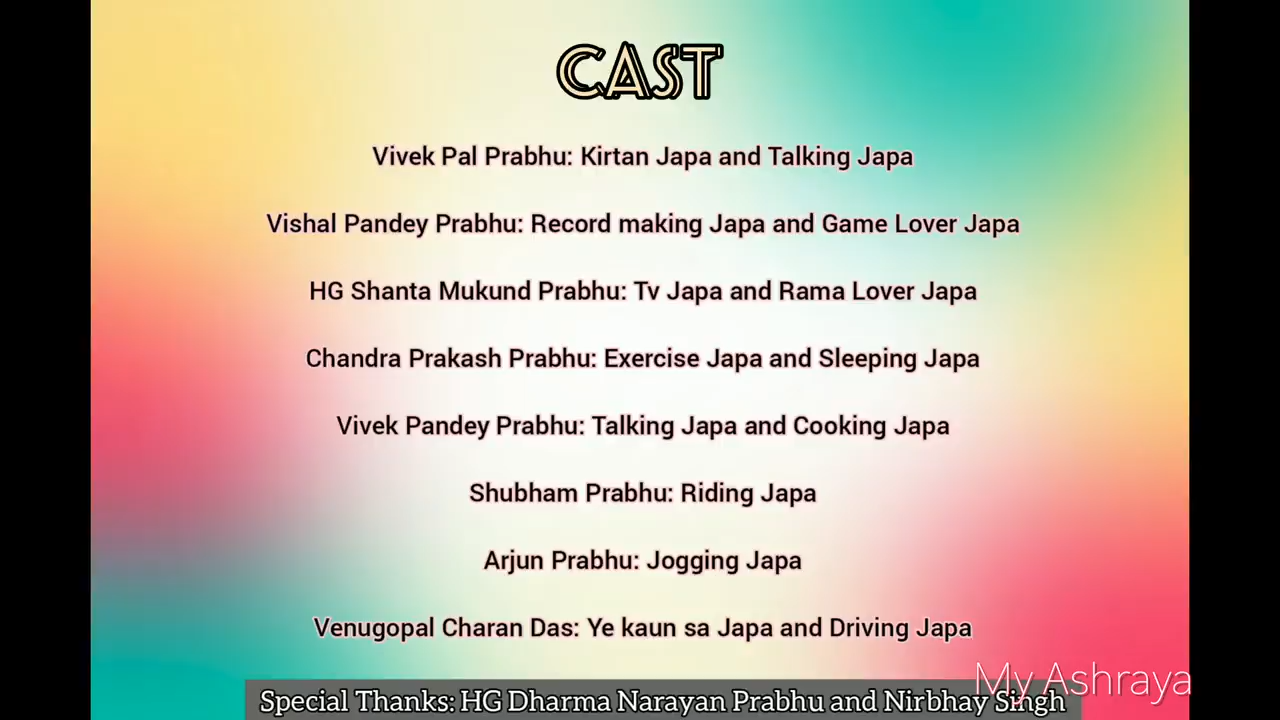 CAST
Vivek Pal Prabhu: Kirtan Japa and Talking Japa
Vishal Pandey Prabhu: Record making Japa and Game Lover Japa
HG Shanta Mukund Prabhu: Tv Japa and Rama Lover Japa
Chandra Prakash Prabhu: Exercise Japa and Sleeping Japa
Vivek Pandey Prabhu: Talking Japa and Cooking Japa
Shubham Prabhu: Riding Japa
Arjun Prabhu: Jogging Japa
Venugopal Charan Das: Ye kaun sa Japa and Driving Japa
My Ashraya
Special Thanks: HG Dharma Narayan Prabhu and Nirbhay Singh